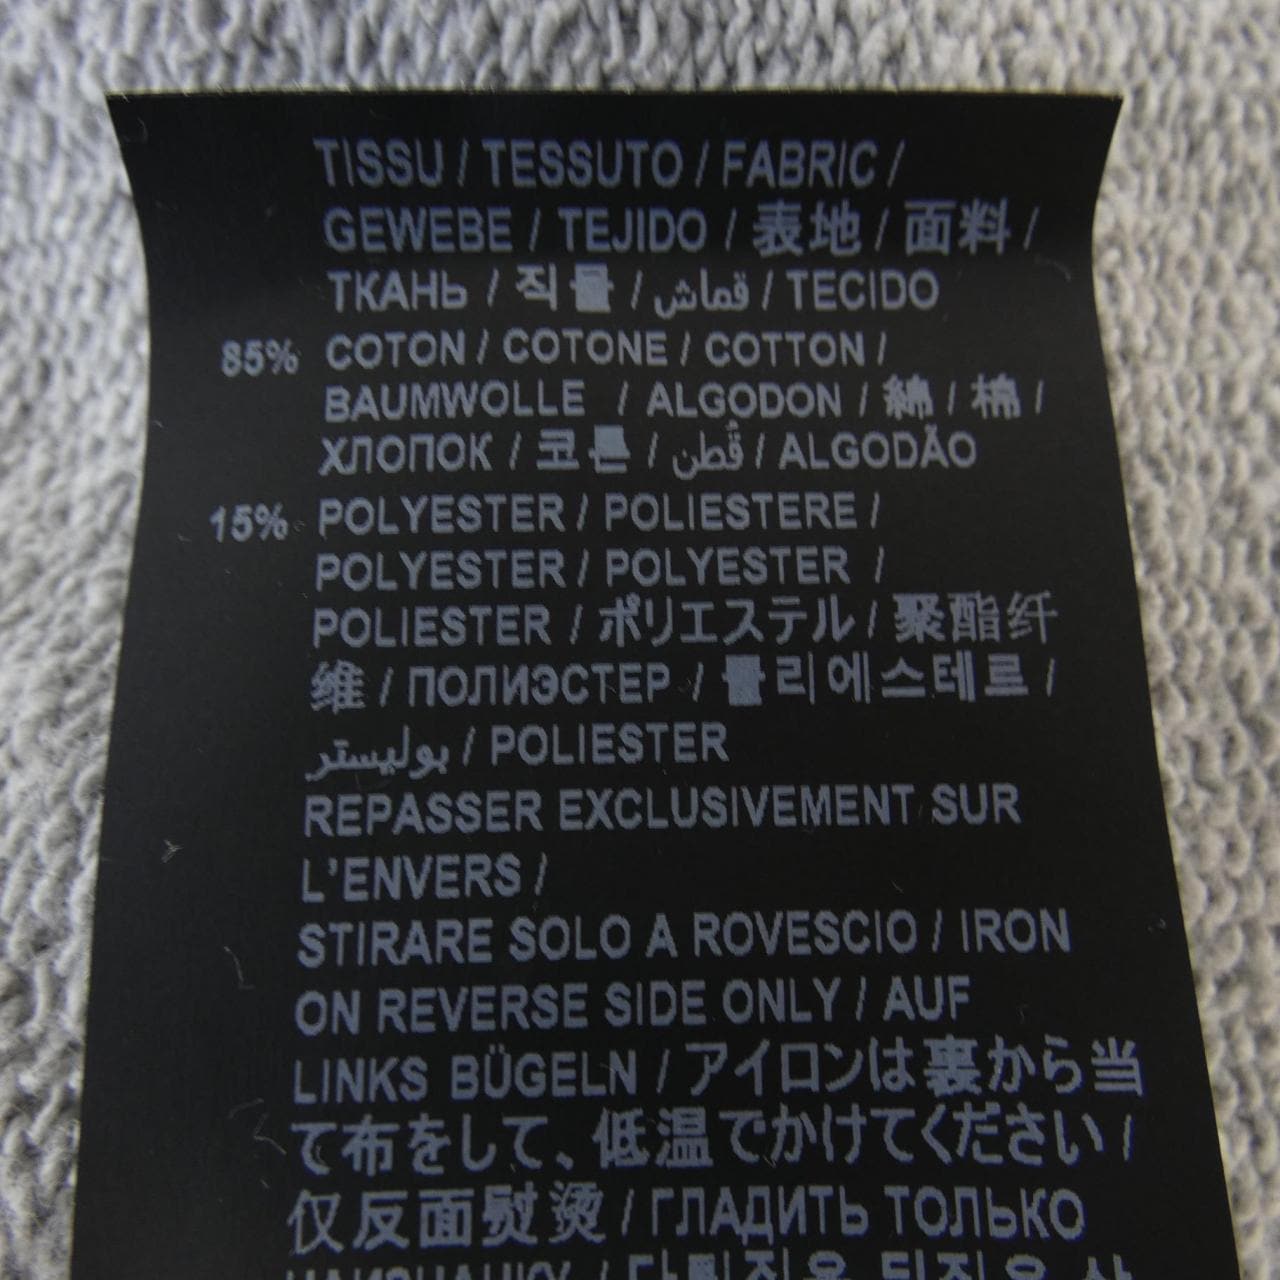 TISSU / TESSUTO / FABRIC /
GEWEBE / TEJIDO / 表地 / 面料 /
ТКАНЬ / 직물 / قماش / TECIDO
85% COTON / COTONE / COTTON /
BAUMWOLLE / ALGODON / 綿 / 棉 /
ХЛОПОК / 코튼 / قُطن / ALGODÃO
15% POLYESTER / POLIESTERE /
POLYESTER / POLYESTER /
POLIESTER / ポリエステル / 聚酯纤
维 / ПОЛИЭСТЕР / 폴리에스테르 /
بوليستر / POLIESTER
REPASSER EXCLUSIVEMENT SUR
L'ENVERS /
STIRARE SOLO A ROVESCIO / IRON
ON REVERSE SIDE ONLY / AUF
LINKS BÜGELN / アイロンは裏から当
て布をして、低温でかけてください /
仅反面熨烫 / ГЛАДИТЬ ТОЛЬКО